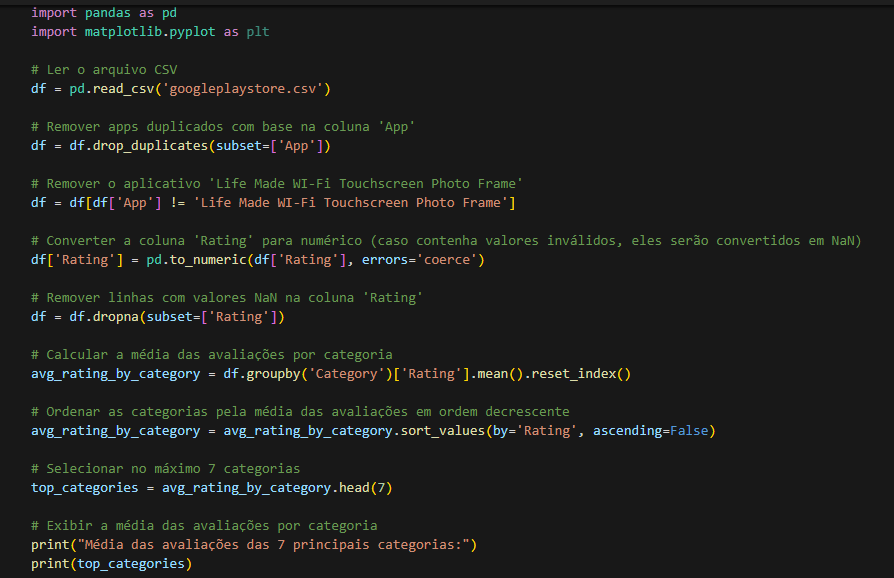 import pandas as pd
import matplotlib.pyplot as plt
# Ler o arquivo CSV
df = pd.read_csv('googleplaystore.csv')
# Remover apps duplicados com base na coluna 'App'
df = df.drop_duplicates(subset=['App'])
# Remover o aplicativo 'Life Made WI-Fi Touchscreen Photo Frame'
df = df[df['App'] != 'Life Made WI-Fi Touchscreen Photo Frame']
# Converter a coluna 'Rating' para numérico (caso contenha valores inválidos, eles serão convertidos em NaN)
df['Rating'] = pd.to_numeric(df['Rating'], errors='coerce')
# Remover linhas com valores NaN na coluna 'Rating'
df = df.dropna(subset=['Rating'])
# Calcular a média das avaliações por categoria
avg_rating_by_category = df.groupby('Category')['Rating'].mean().reset_index()
# Ordenar as categorias pela média das avaliações em ordem decrescente
avg_rating_by_category = avg_rating_by_category.sort_values(by='Rating', ascending=False)
# Selecionar no máximo 7 categorias
top_categories = avg_rating_by_category.head(7)
# Exibir a média das avaliações por categoria
print("Média das avaliações das 7 principais categorias:")
print(top_categories)